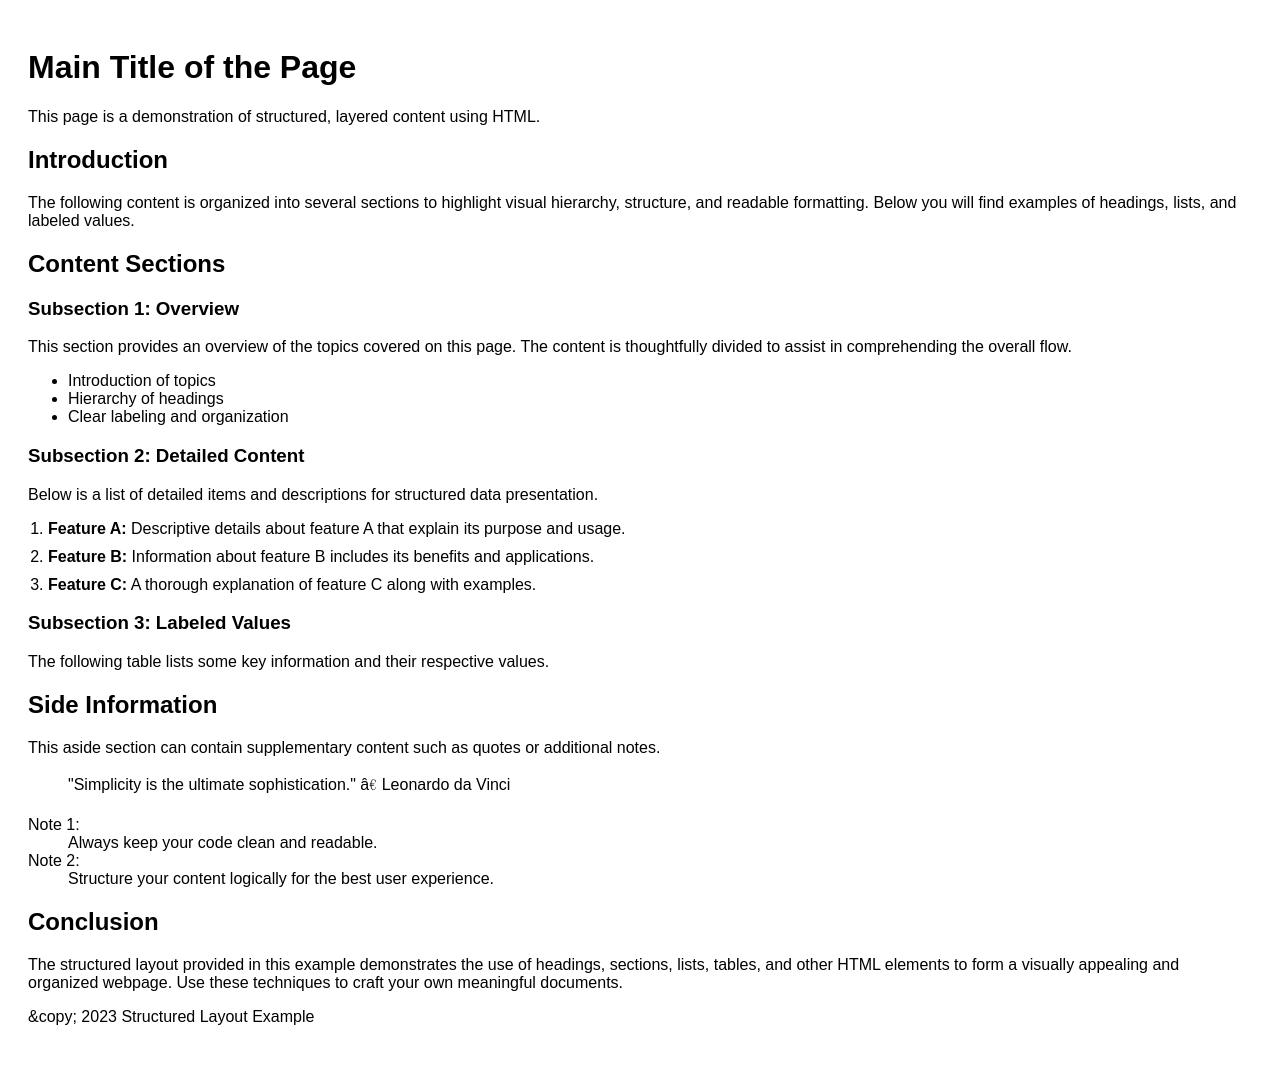 Main Title of the Page
This page is a demonstration of structured, layered content using HTML.
Introduction
The following content is organized into several sections to highlight visual hierarchy, structure, and readable formatting. Below you will find examples of headings, lists, and
labeled values.
Content Sections
Subsection 1: Overview
This section provides an overview of the topics covered on this page. The content is thoughtfully divided to assist in comprehending the overall flow.
• Introduction of topics
• Hierarchy of headings
• Clear labeling and organization
Subsection 2: Detailed Content
Below is a list of detailed items and descriptions for structured data presentation.
1. Feature A: Descriptive details about feature A that explain its purpose and usage.
2. Feature B: Information about feature B includes its benefits and applications.
3. Feature C: A thorough explanation of feature C along with examples.
Subsection 3: Labeled Values
The following table lists some key information and their respective values.
Side Information
This aside section can contain supplementary content such as quotes or additional notes.
"Simplicity is the ultimate sophistication." â€ Leonardo da Vinci
Note 1:
Always keep your code clean and readable.
Note 2:
Structure your content logically for the best user experience.
Conclusion
The structured layout provided in this example demonstrates the use of headings, sections, lists, tables, and other HTML elements to form a visually appealing and
organized webpage. Use these techniques to craft your own meaningful documents.
&copy; 2023 Structured Layout Example